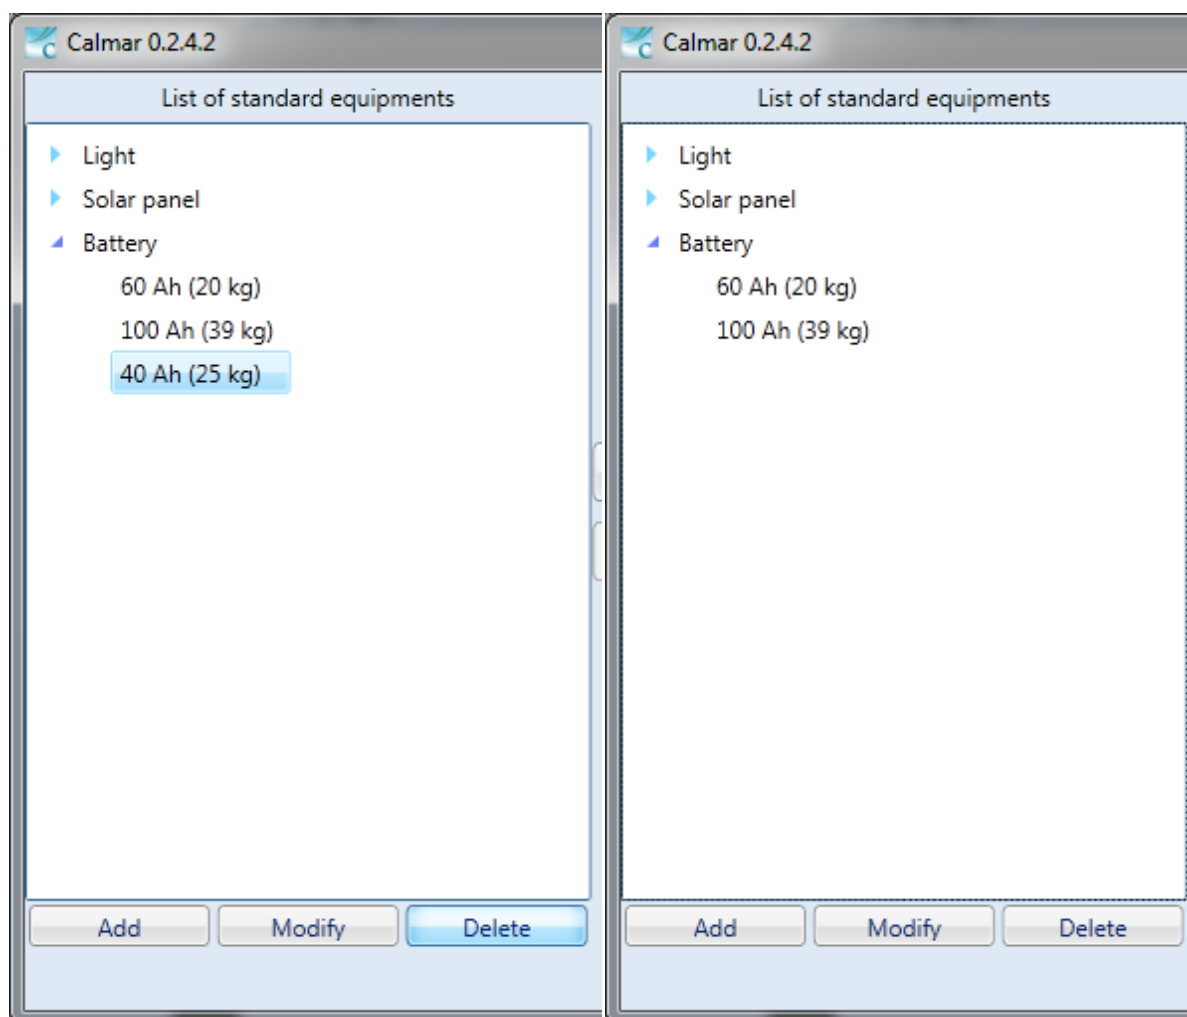 Calmar 0.2.4.2
List of standard equipments
Light
Solar panel
Battery
60 Ah (20 kg)
100 Ah (39 kg)
40 Ah (25 kg)
Add Modify Delete
Calmar 0.2.4.2
List of standard equipments
Light
Solar panel
Battery
60 Ah (20 kg)
100 Ah (39 kg)
Add Modify Delete